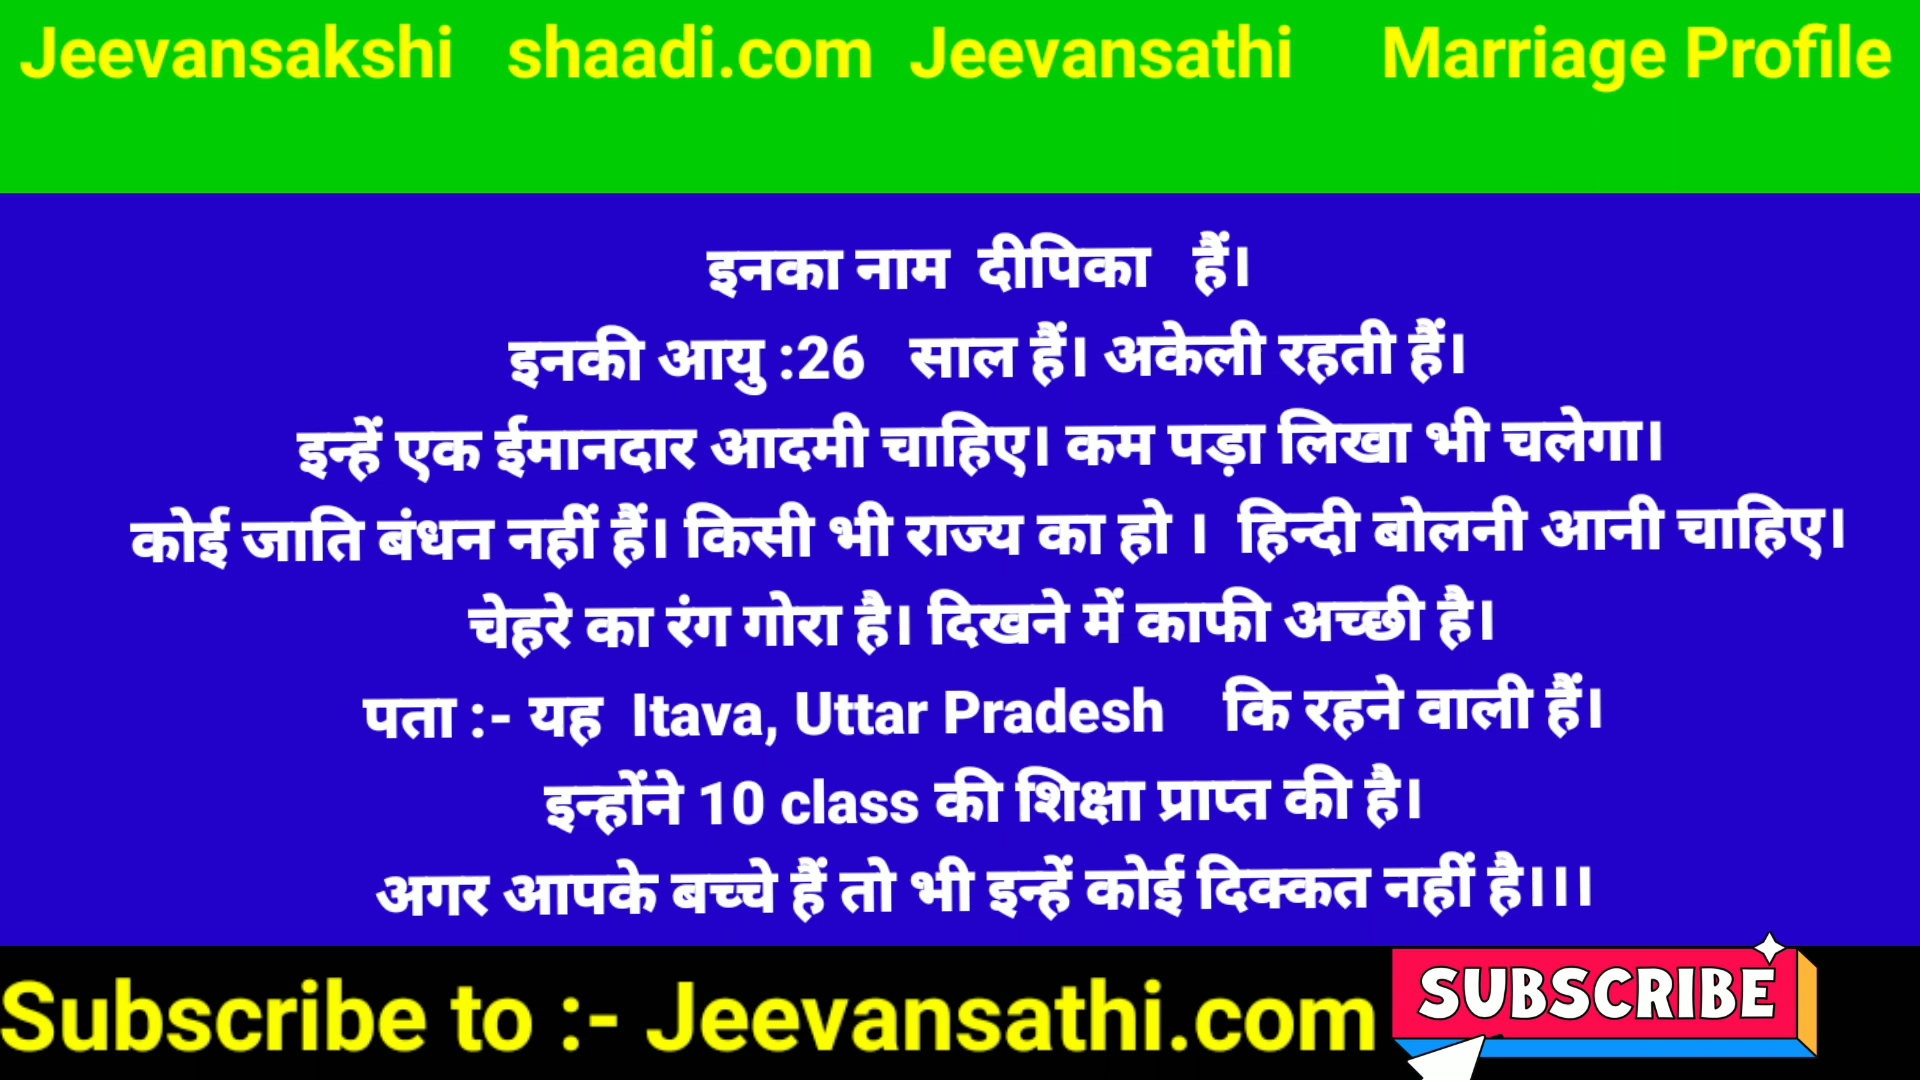 Jeevansakshi shaadi.com Jeevansathi Marriage Profile
इनका नाम दीपिका हैं।
इनकी आयु :26 साल हैं। अकेली रहती हैं।
इन्हें एक ईमानदार आदमी चाहिए। कम पड़ा लिखा भी चलेगा।
कोई जाति बंधन नहीं हैं। किसी भी राज्य का हो । हिन्दी बोलनी आनी चाहिए।
चेहरे का रंग गोरा है। दिखने में काफी अच्छी है।
पता :- यह Itava, Uttar Pradesh कि रहने वाली हैं।
इन्होंने 10 class की शिक्षा प्राप्त की है।
अगर आपके बच्चे हैं तो भी इन्हें कोई दिक्कत नहीं है।।।
Subscribe to :- Jeevansathi.com SUBSCRIBE